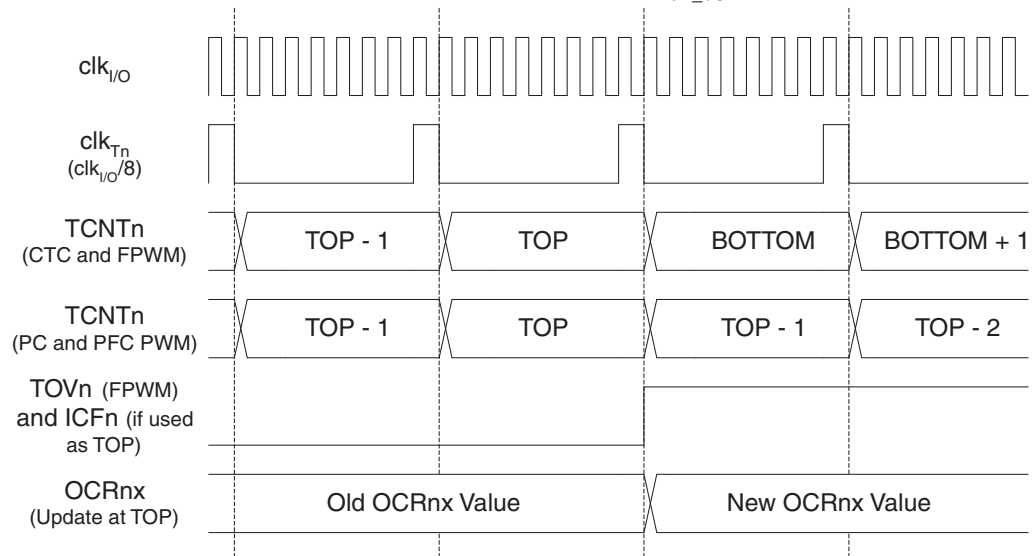 clkI/O
clkTn
(clkI/O/8)
TCNTn
(CTC and FPWM)
TOP - 1
TOP
BOTTOM
BOTTOM + 1
TCNTn
(PC and PFC PWM)
TOP - 1
TOP
TOP - 1
TOP - 2
TOVn (FPWM)
and ICFn (if used
as TOP)
OCRnx
(Update at TOP)
Old OCRnx Value
New OCRnx Value